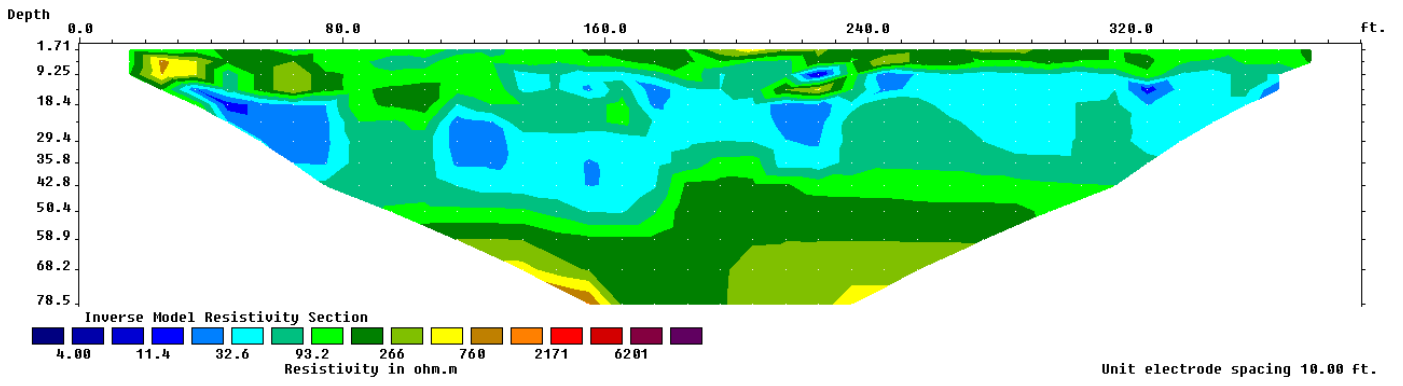 Depth
0.0 80.0 160.0 240.0 320.0 ft.
1.71
9.25
18.4
29.4
35.8
42.8
50.4
58.9
68.2
78.5
Inverse Model Resistivity Section
4.00 11.4 32.6 93.2 266 760 2171 6201
Resistivity in ohm.m
Unit electrode spacing 10.00 ft.